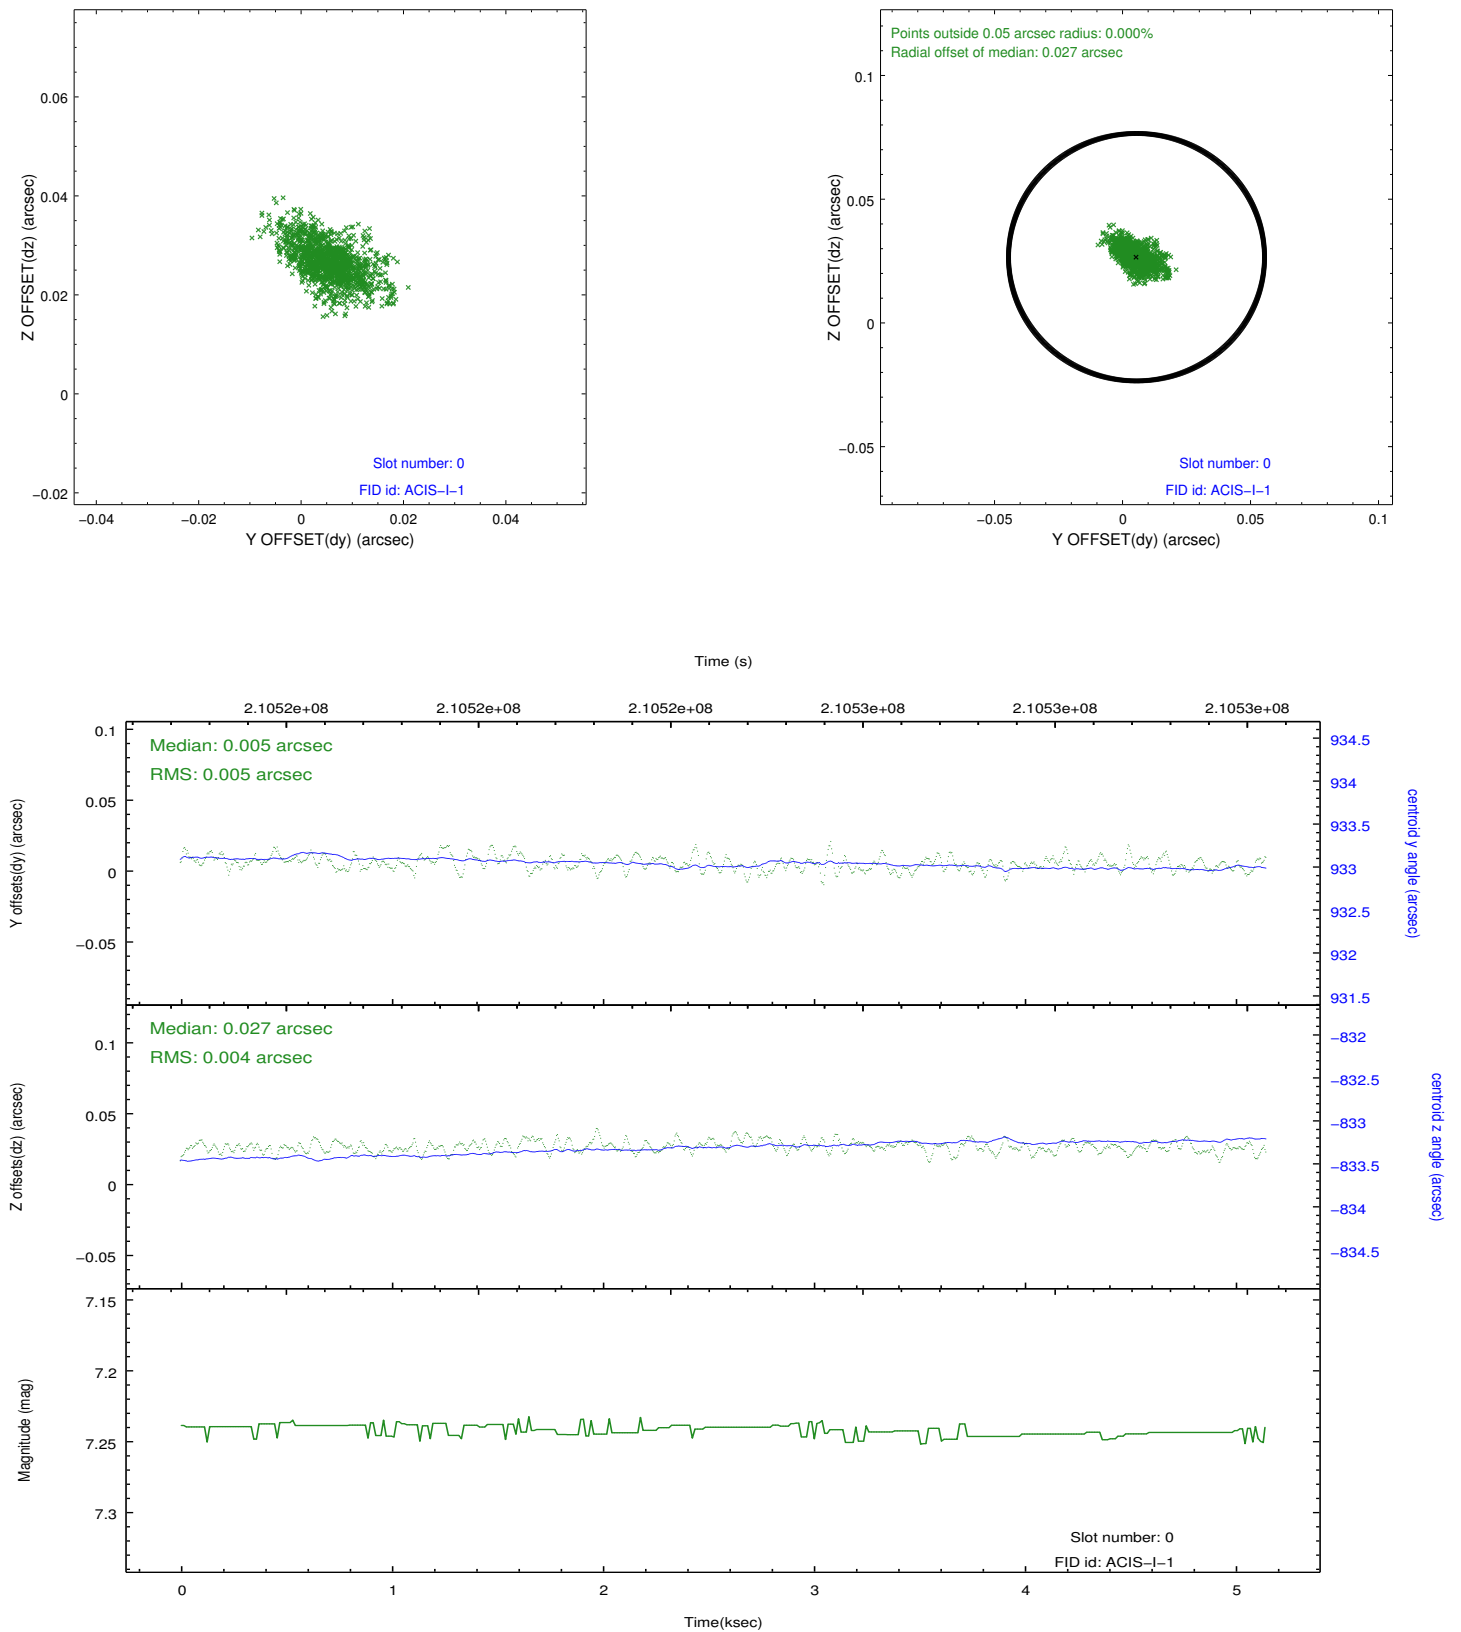 0.06
0.04
0.02
0
−0.02
Z OFFSET(dz) (arcsec)
Slot number: 0
FID id: ACIS−I−1
−0.04
−0.02
0
0.02
0.04
Y OFFSET(dy) (arcsec)
Points outside 0.05 arcsec radius: 0.000%
Radial offset of median: 0.027 arcsec
0.1
0.05
0
−0.05
Z OFFSET(dz) (arcsec)
Slot number: 0
FID id: ACIS−I−1
−0.05
0
0.05
0.1
Y OFFSET(dy) (arcsec)
Time (s)
2.1052e+08
2.1052e+08
2.1052e+08
2.1053e+08
2.1053e+08
2.1053e+08
Median: 0.005 arcsec
RMS: 0.005 arcsec
0.1
0.05
0
−0.05
Y offsets(dy) (arcsec)
934.5
934
933.5
933
932.5
932
931.5
centroid y angle (arcsec)
Median: 0.027 arcsec
RMS: 0.004 arcsec
0.1
0.05
0
−0.05
Z offsets(dz) (arcsec)
−832
−832.5
−833
−833.5
−834
−834.5
centroid z angle (arcsec)
7.15
7.2
7.25
7.3
Magnitude (mag)
Slot number: 0
FID id: ACIS−I−1
0
1
2
3
4
5
Time(ksec)